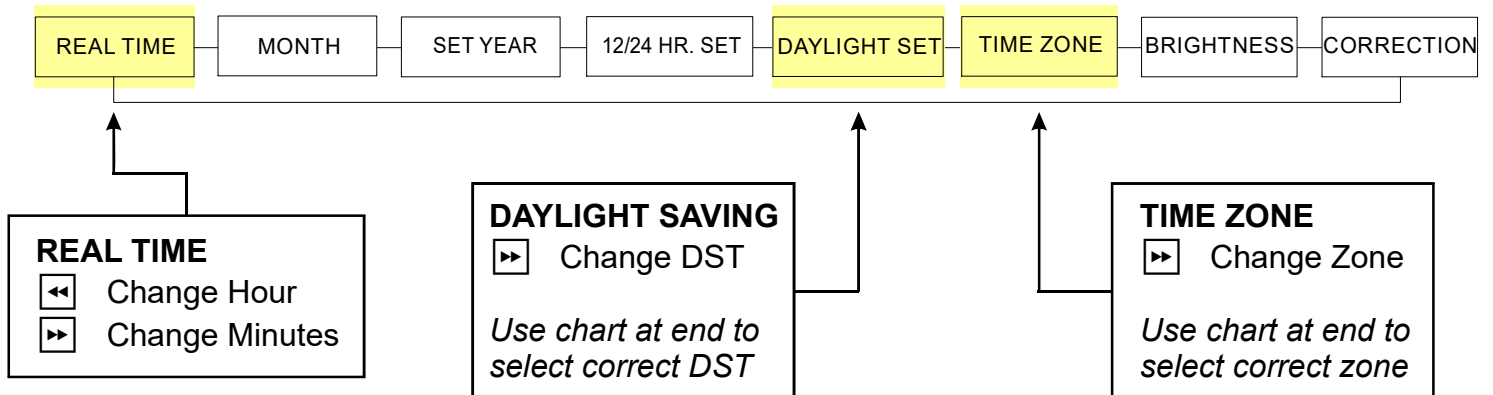 REAL TIME
MONTH
SET YEAR
12/24 HR. SET
DAYLIGHT SET
TIME ZONE
BRIGHTNESS
CORRECTION
REAL TIME
Change Hour
Change Minutes
DAYLIGHT SAVING
Change DST
Use chart at end to
select correct DST
TIME ZONE
Change Zone
Use chart at end to
select correct zone